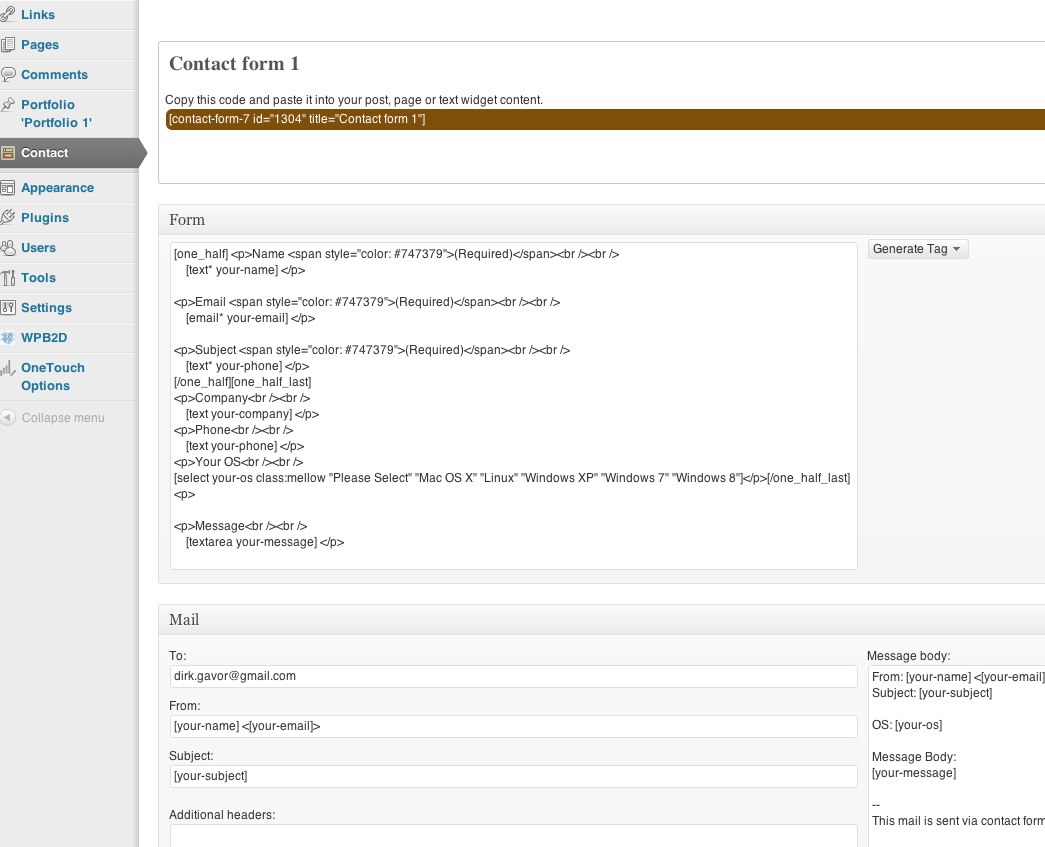 Links
Pages
Comments
Portfolio
'Portfolio 1'
Contact
Appearance
Plugins
Users
Tools
Settings
WPB2D
OneTouch
Options
Collapse menu
Contact form 1
Copy this code and paste it into your post, page or text widget content.
[contact-form-7 id="1304" title="Contact form 1"]
Form
[one_half] <p>Name <span style="color: #747379">(Required)</span><br /><br />
[text* your-name] </p>
<p>Email <span style="color: #747379">(Required)</span><br /><br />
[email* your-email] </p>
<p>Subject <span style="color: #747379">(Required)</span><br /><br />
[text* your-phone] </p>
[/one_half][one_half_last]
<p>Company<br /><br />
[text your-company] </p>
<p>Phone<br /><br />
[text your-phone] </p>
<p>Your OS<br /><br />
[select your-os class:mellow "Please Select" "Mac OS X" "Linux" "Windows XP" "Windows 7" "Windows 8"]</p>[/one_half_last]
<p>
<p>Message<br /><br />
[textarea your-message] </p>
Generate Tag
Mail
To:
dirk.gavor@gmail.com
From:
[your-name] <[your-email]>
Subject:
[your-subject]
Additional headers:
Message body:
From: [your-name] <[your-email]
Subject: [your-subject]
OS: [your-os]
Message Body:
[your-message]
--
This mail is sent via contact form